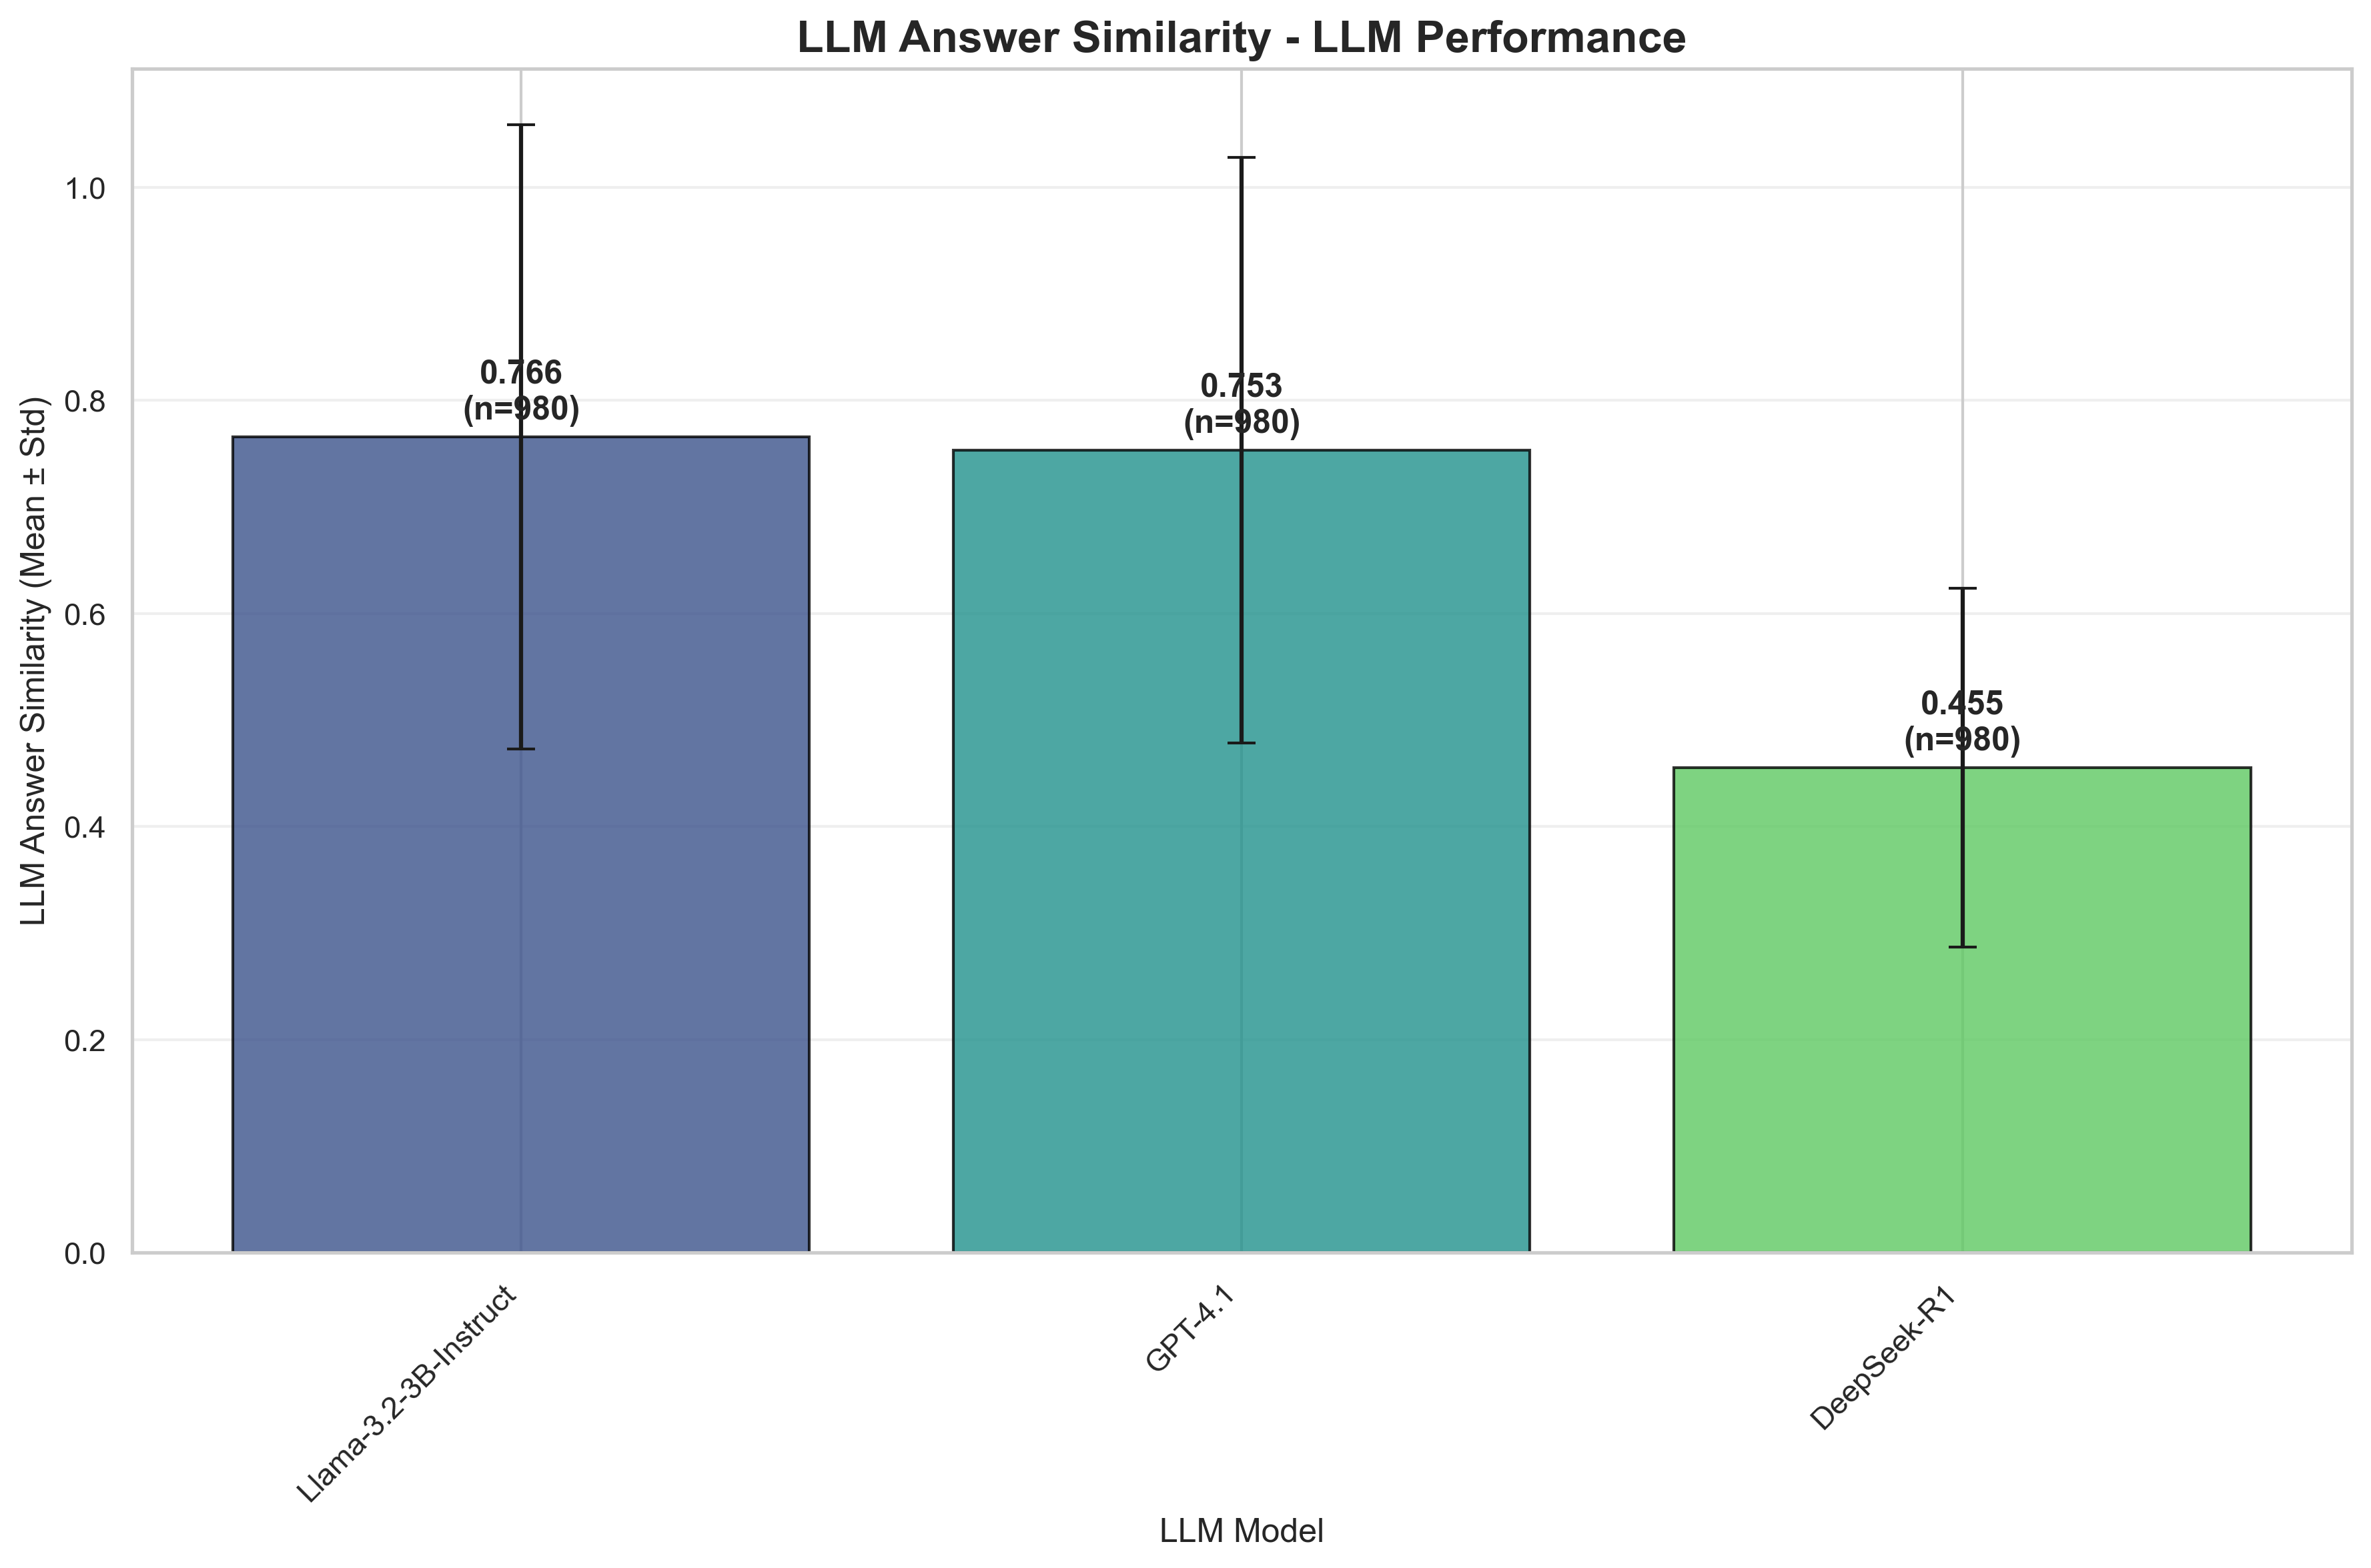 LLM Answer Similarity - LLM Performance
LLM Answer Similarity (Mean ± Std)
1.0
0.8
0.6
0.4
0.2
0.0
0.766
(n=980)
0.753
(n=980)
0.455
(n=980)
Llama-3.2-3B-Instruct
GPT-4.1
DeepSeek-R1
LLM Model